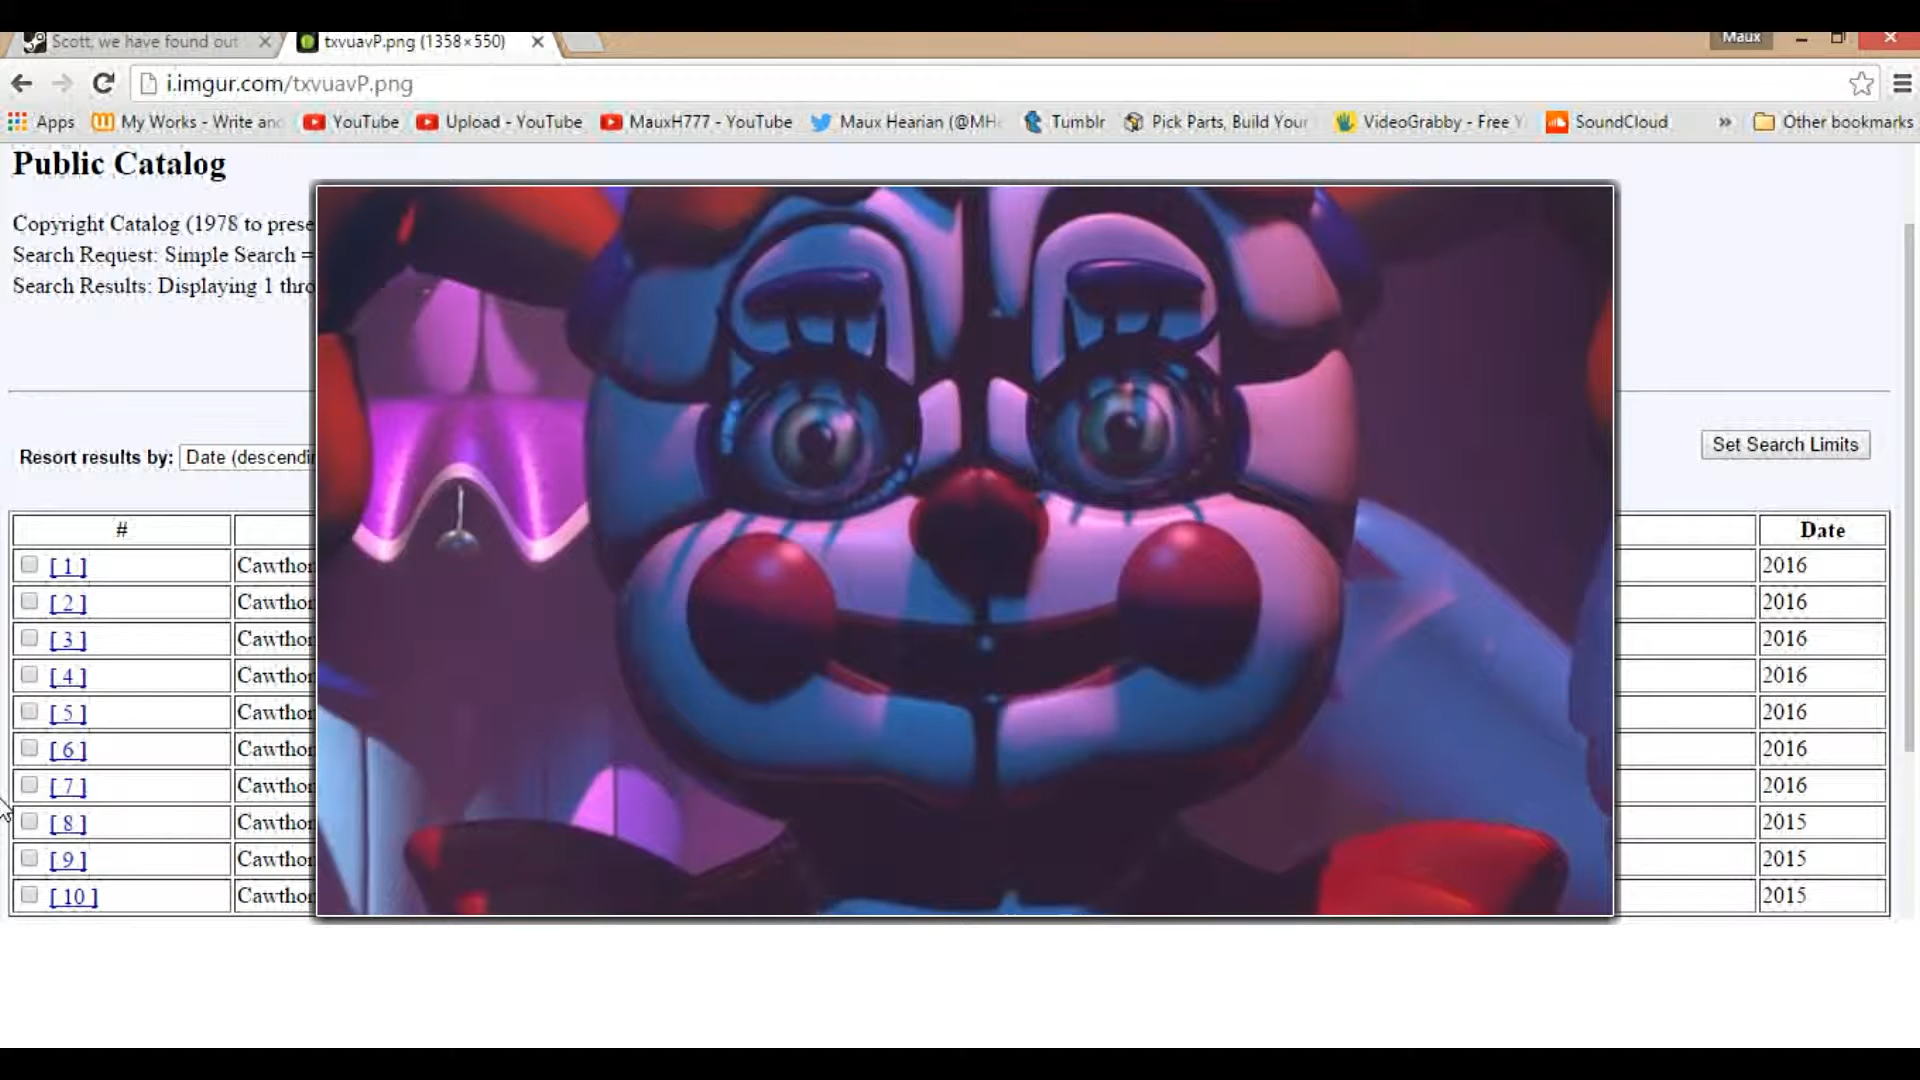 Scott, we have found out
txvuavP.png (1358×550)
Maux
i.imgur.com/txvuavP.png
Apps
My Works - Write and
YouTube
Upload - YouTube
MauxH777 - YouTube
Maux Hearian (@MH
Tumblr
Pick Parts, Build Your
VideoGrabby - Free Y
SoundCloud
»
Other bookmarks
Public Catalog
Copyright Catalog (1978 to prese
Search Request: Simple Search =
Search Results: Displaying 1 thro
Resort results by: Date (descendin
Set Search Limits
# Date
[ 1 ] Cawthor 2016
[ 2 ] Cawthor 2016
[ 3 ] Cawthor 2016
[ 4 ] Cawthor 2016
[ 5 ] Cawthor 2016
[ 6 ] Cawthor 2016
[ 7 ] Cawthor 2016
[ 8 ] Cawthor 2015
[ 9 ] Cawthor 2015
[ 10 ] Cawthor 2015